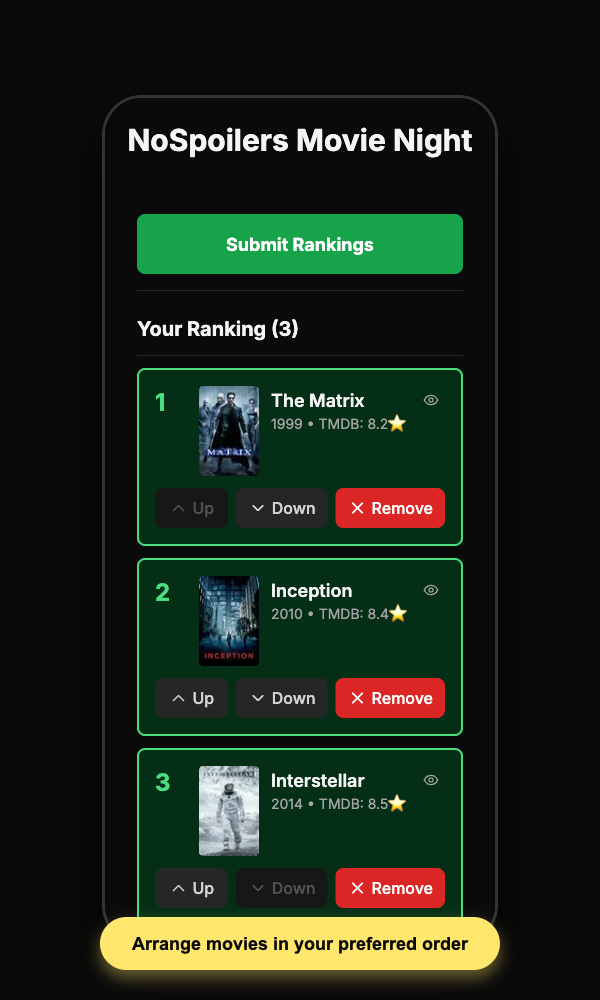 NoSpoilers Movie Night
Submit Rankings
Your Ranking (3)
1
The Matrix
1999 • TMDB: 8.2⭐
MATRIX
Up
Down
Remove
2
Inception
2010 • TMDB: 8.4⭐
INCEPTION
Up
Down
Remove
3
INTERSTELLAR
Interstellar
2014 • TMDB: 8.5⭐
Up
Down
Remove
Arrange movies in your preferred order